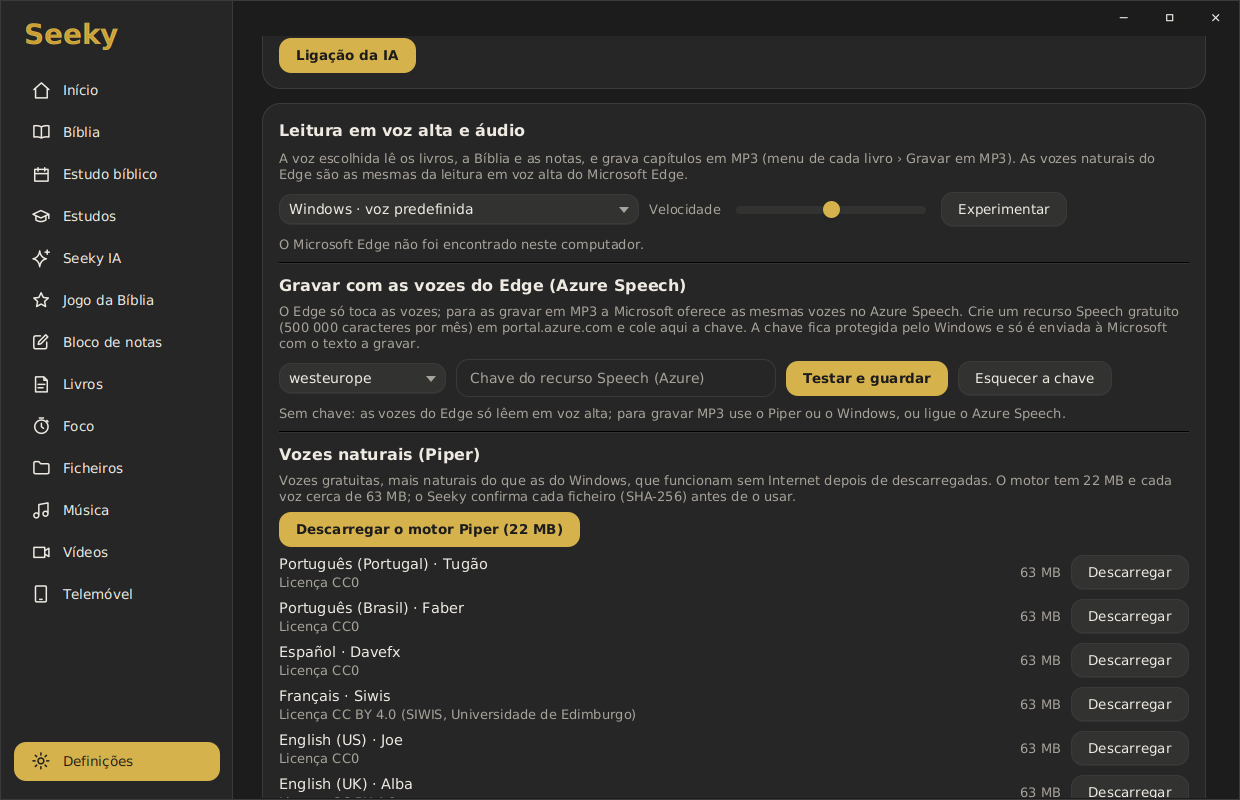 Seeky
Início
Bíblia
Estudo bíblico
Estudos
Seeky IA
Jogo da Bíblia
Bloco de notas
Livros
Foco
Ficheiros
Música
Vídeos
Telemóvel
Definições
Ligação da IA
Leitura em voz alta e áudio
A voz escolhida lê os livros, a Bíblia e as notas, e grava capítulos em MP3 (menu de cada livro › Gravar em MP3). As vozes naturais do
Edge são as mesmas da leitura em voz alta do Microsoft Edge.
Windows · voz predefinida
Velocidade
Experimentar
O Microsoft Edge não foi encontrado neste computador.
Gravar com as vozes do Edge (Azure Speech)
O Edge só toca as vozes; para as gravar em MP3 a Microsoft oferece as mesmas vozes no Azure Speech. Crie um recurso Speech gratuito
(500 000 caracteres por mês) em portal.azure.com e cole aqui a chave. A chave fica protegida pelo Windows e só é enviada à Microsoft
com o texto a gravar.
westeurope
Chave do recurso Speech (Azure)
Testar e guardar
Esquecer a chave
Sem chave: as vozes do Edge só lêem em voz alta; para gravar MP3 use o Piper ou o Windows, ou ligue o Azure Speech.
Vozes naturais (Piper)
Vozes gratuitas, mais naturais do que as do Windows, que funcionam sem Internet depois de descarregadas. O motor tem 22 MB e cada
voz cerca de 63 MB; o Seeky confirma cada ficheiro (SHA-256) antes de o usar.
Descarregar o motor Piper (22 MB)
Português (Portugal) · Tugão
Licença CC0
63 MB
Descarregar
Português (Brasil) · Faber
Licença CC0
63 MB
Descarregar
Español · Davefx
Licença CC0
63 MB
Descarregar
Français · Siwis
Licença CC BY 4.0 (SIWIS, Universidade de Edimburgo)
63 MB
Descarregar
English (US) · Joe
Licença CC0
63 MB
Descarregar
English (UK) · Alba
63 MB
Descarregar